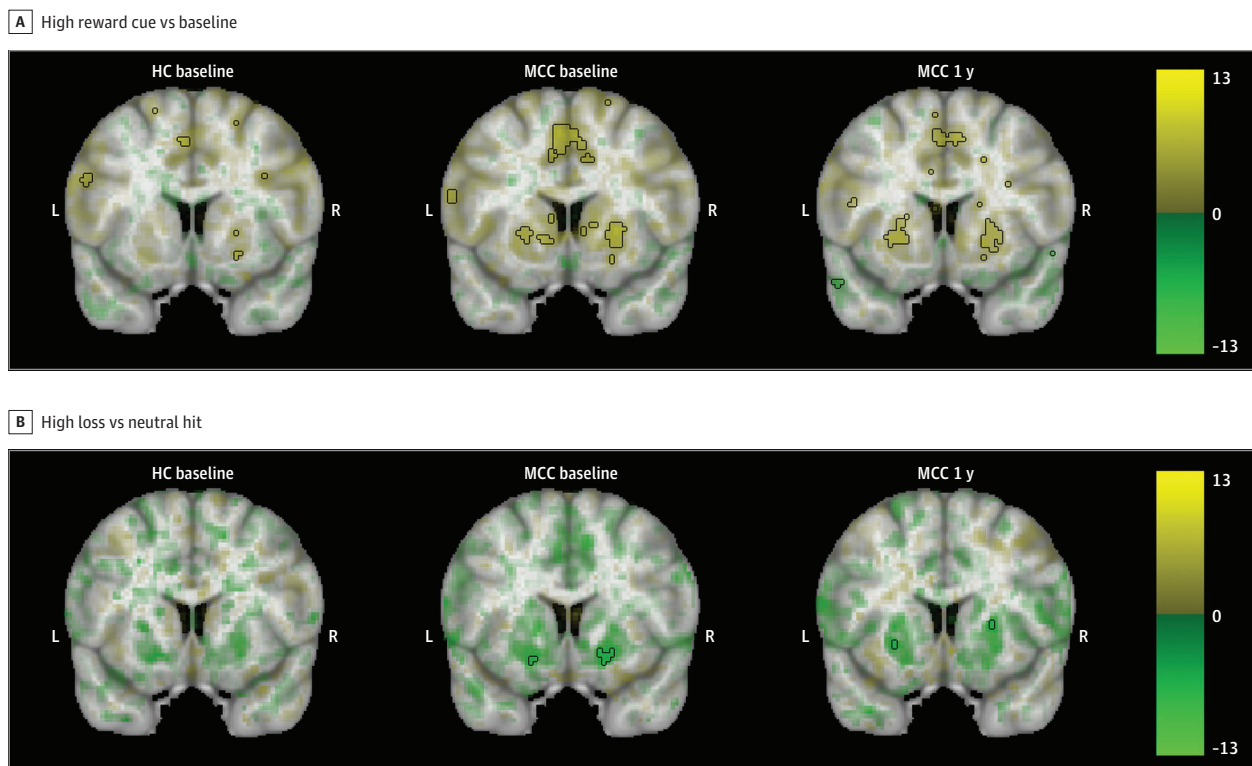 A High reward cue vs baseline
HC baseline
MCC baseline
MCC 1 y
13
L
R
L
R
L
R
0
-13
B High loss vs neutral hit
HC baseline
MCC baseline
MCC 1 y
13
0
L
R
L
R
L
R
-13